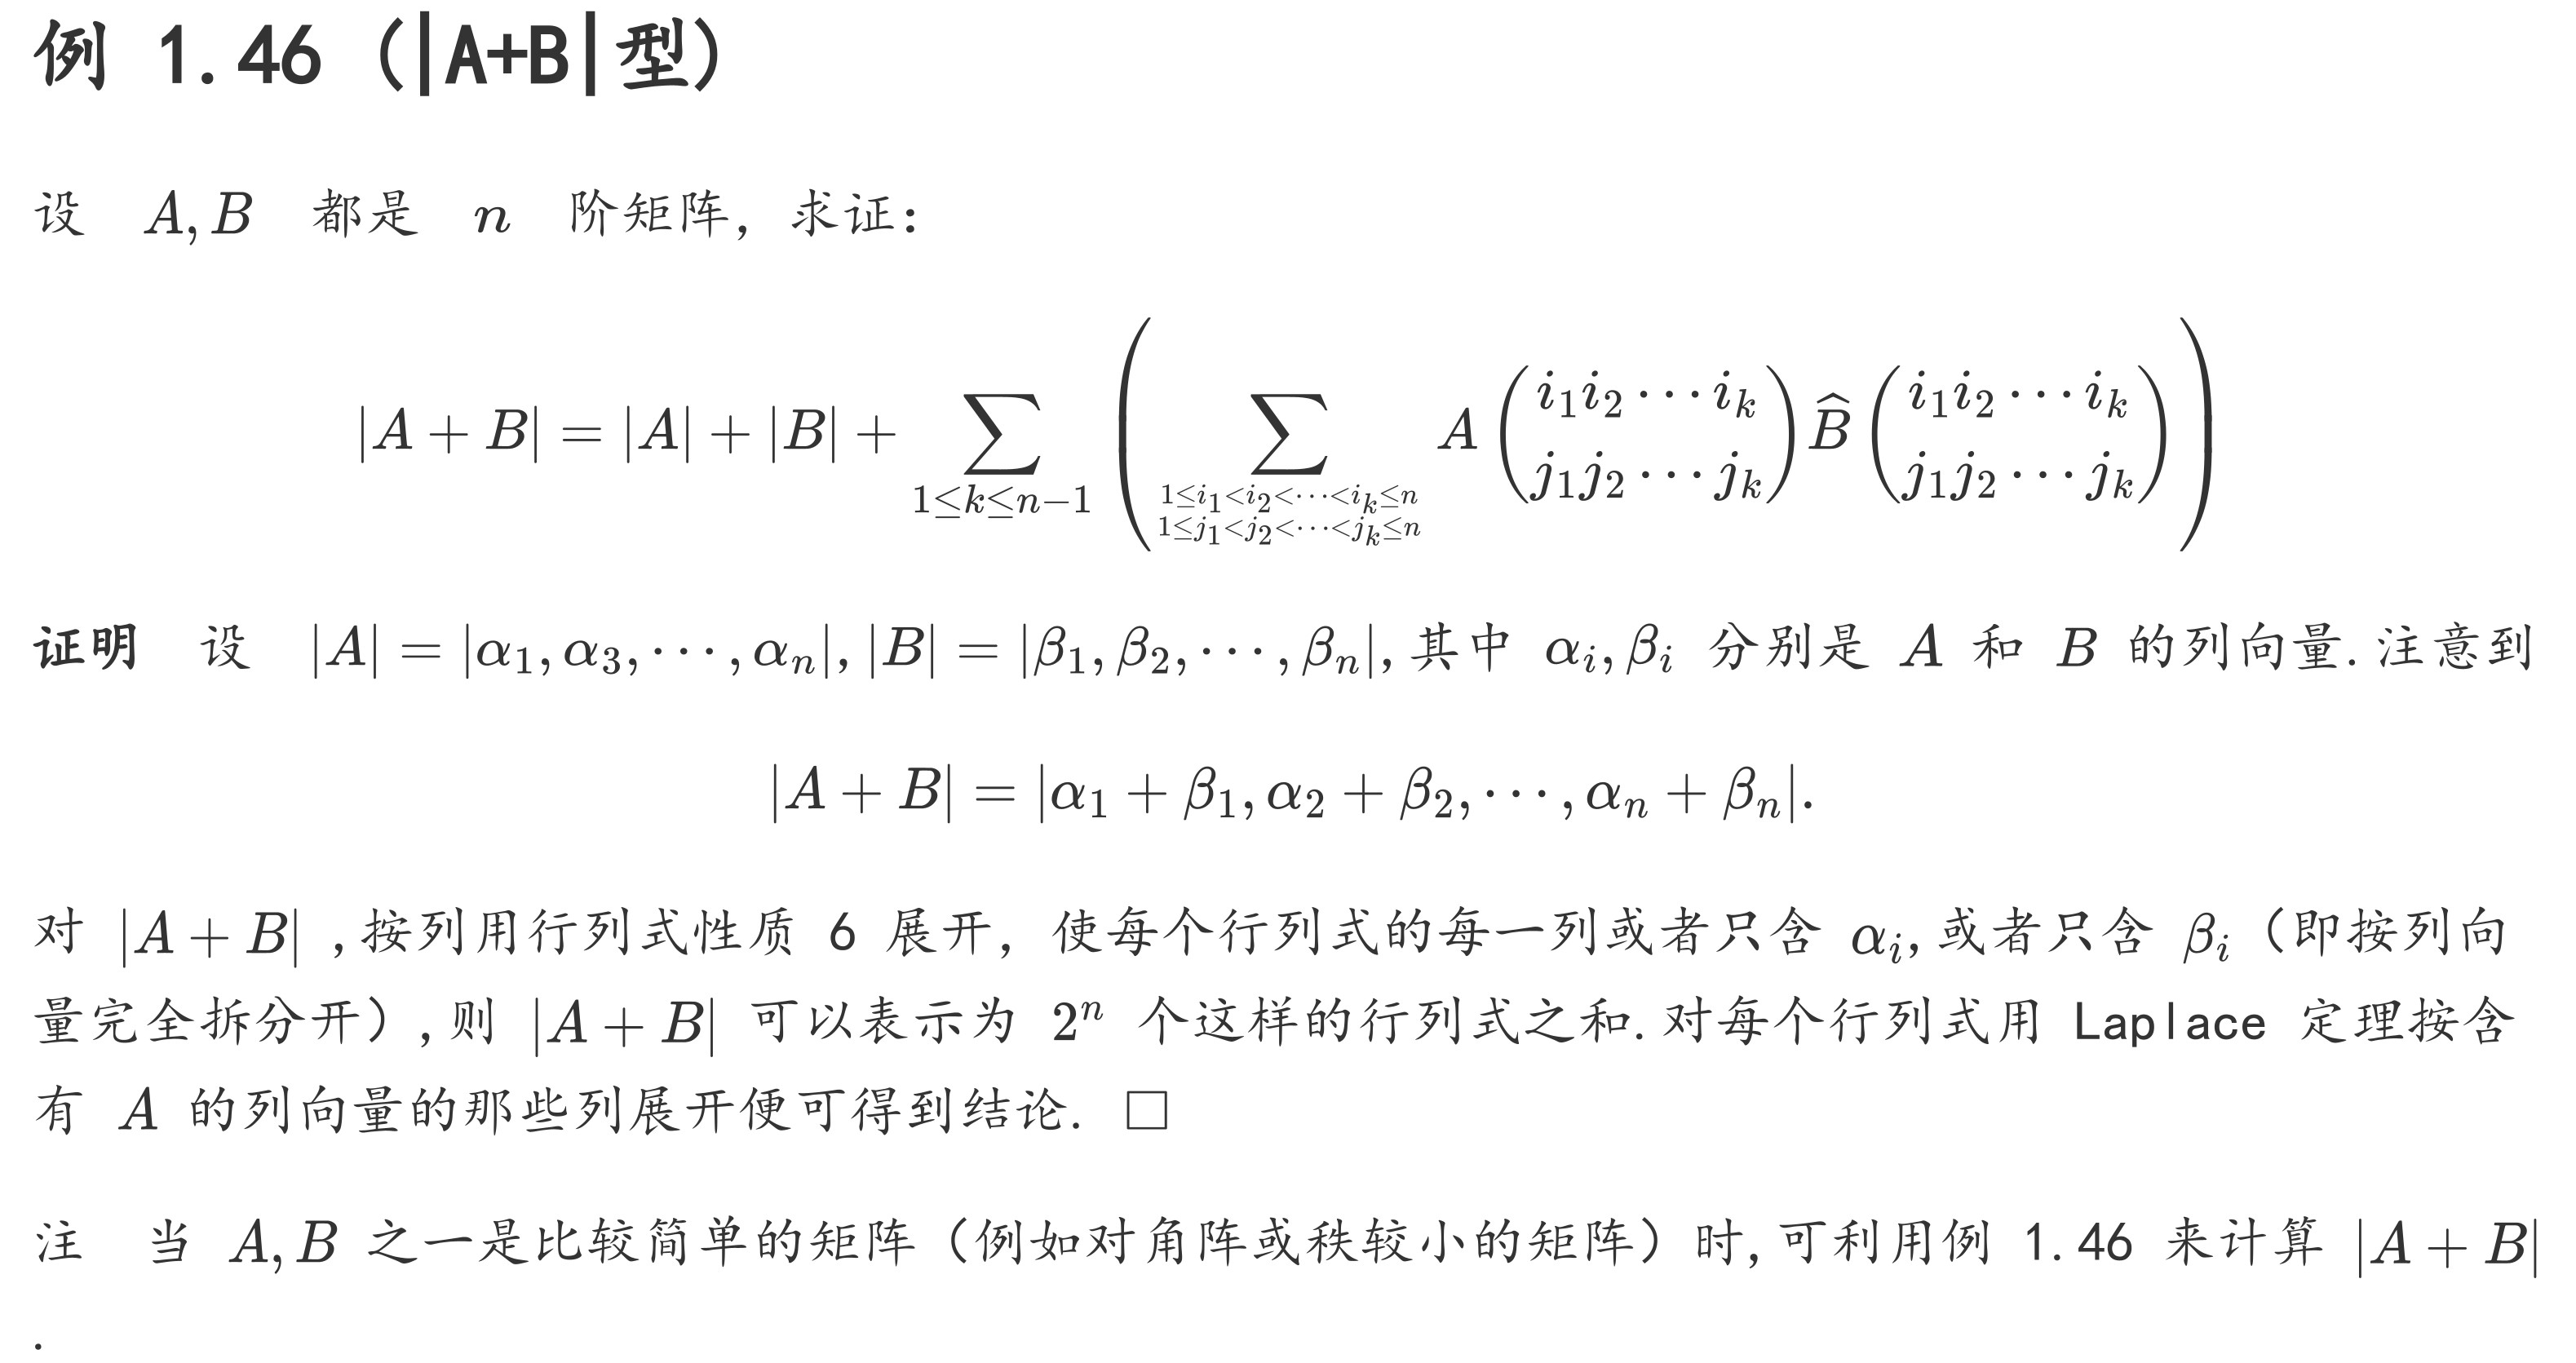 例 1.46 (|A+B|型)
设 A, B 都是 n 阶矩阵, 求证:
$$|A + B| = |A| + |B| + \sum_{1 \leq k \leq n-1} \left( \sum_{\substack{1 \leq i_1 < i_2 < \cdots < i_k \leq n \\ 1 \leq j_1 < j_2 < \cdots < j_k \leq n}} A \begin{pmatrix} i_1 i_2 \cdots i_k \\ j_1 j_2 \cdots j_k \end{pmatrix} \widehat{B} \begin{pmatrix} i_1 i_2 \cdots i_k \\ j_1 j_2 \cdots j_k \end{pmatrix} \right)$$
证明 设 $|A| = |\alpha_1, \alpha_3, \cdots, \alpha_n|, |B| = |\beta_1, \beta_2, \cdots, \beta_n|$, 其中 $\alpha_i, \beta_i$ 分别是 A 和 B 的列向量. 注意到
$$|A + B| = |\alpha_1 + \beta_1, \alpha_2 + \beta_2, \cdots, \alpha_n + \beta_n|.$$
对 |A + B| ,按列用行列式性质 6 展开, 使每个行列式的每一列或者只含 $\alpha_i$, 或者只含 $\beta_i$ (即按列向
量完全拆分开) ,则 |A + B| 可以表示为 $2^n$ 个这样的行列式之和. 对每个行列式用 Laplace 定理按含
有 A 的列向量的那些列展开便可得到结论. □
注 当 A, B 之一是比较简单的矩阵 (例如对角阵或秩较小的矩阵) 时, 可利用例 1.46 来计算 |A + B|
.